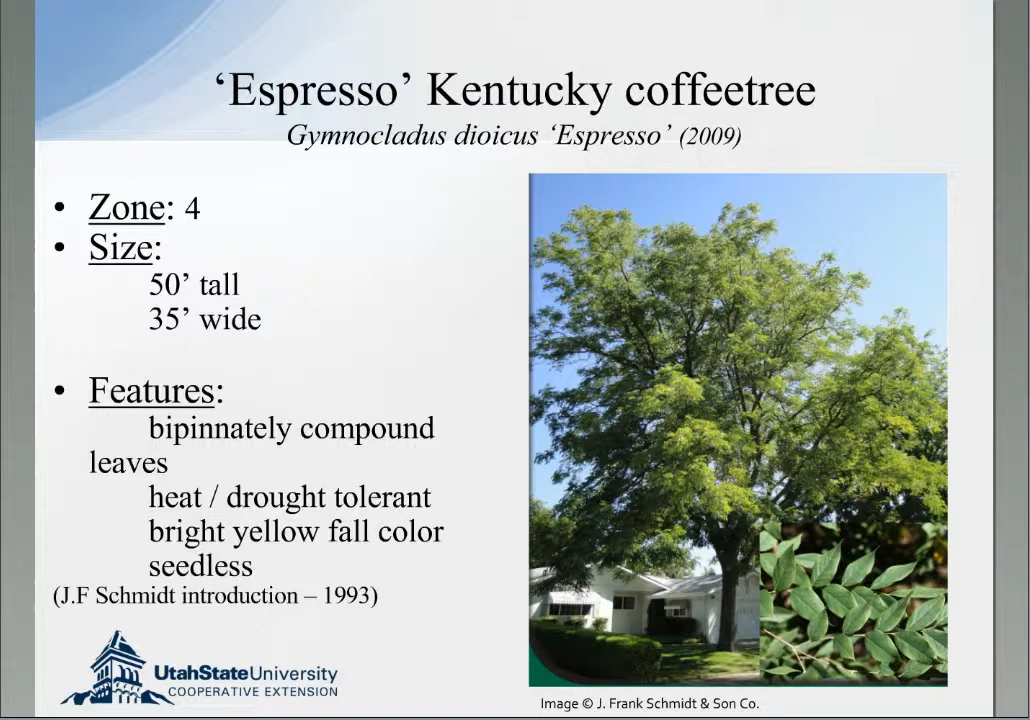 ‘Espresso’ Kentucky coffeetree
Gymnocladus dioicus ‘Espresso’ (2009)
• Zone: 4
• Size:
50’ tall
35’ wide
• Features:
bipinnately compound
leaves
heat / drought tolerant
bright yellow fall color
seedless
(J.F Schmidt introduction – 1993)
UtahStateUniversity
COOPERATIVE EXTENSION
Image © J. Frank Schmidt & Son Co.